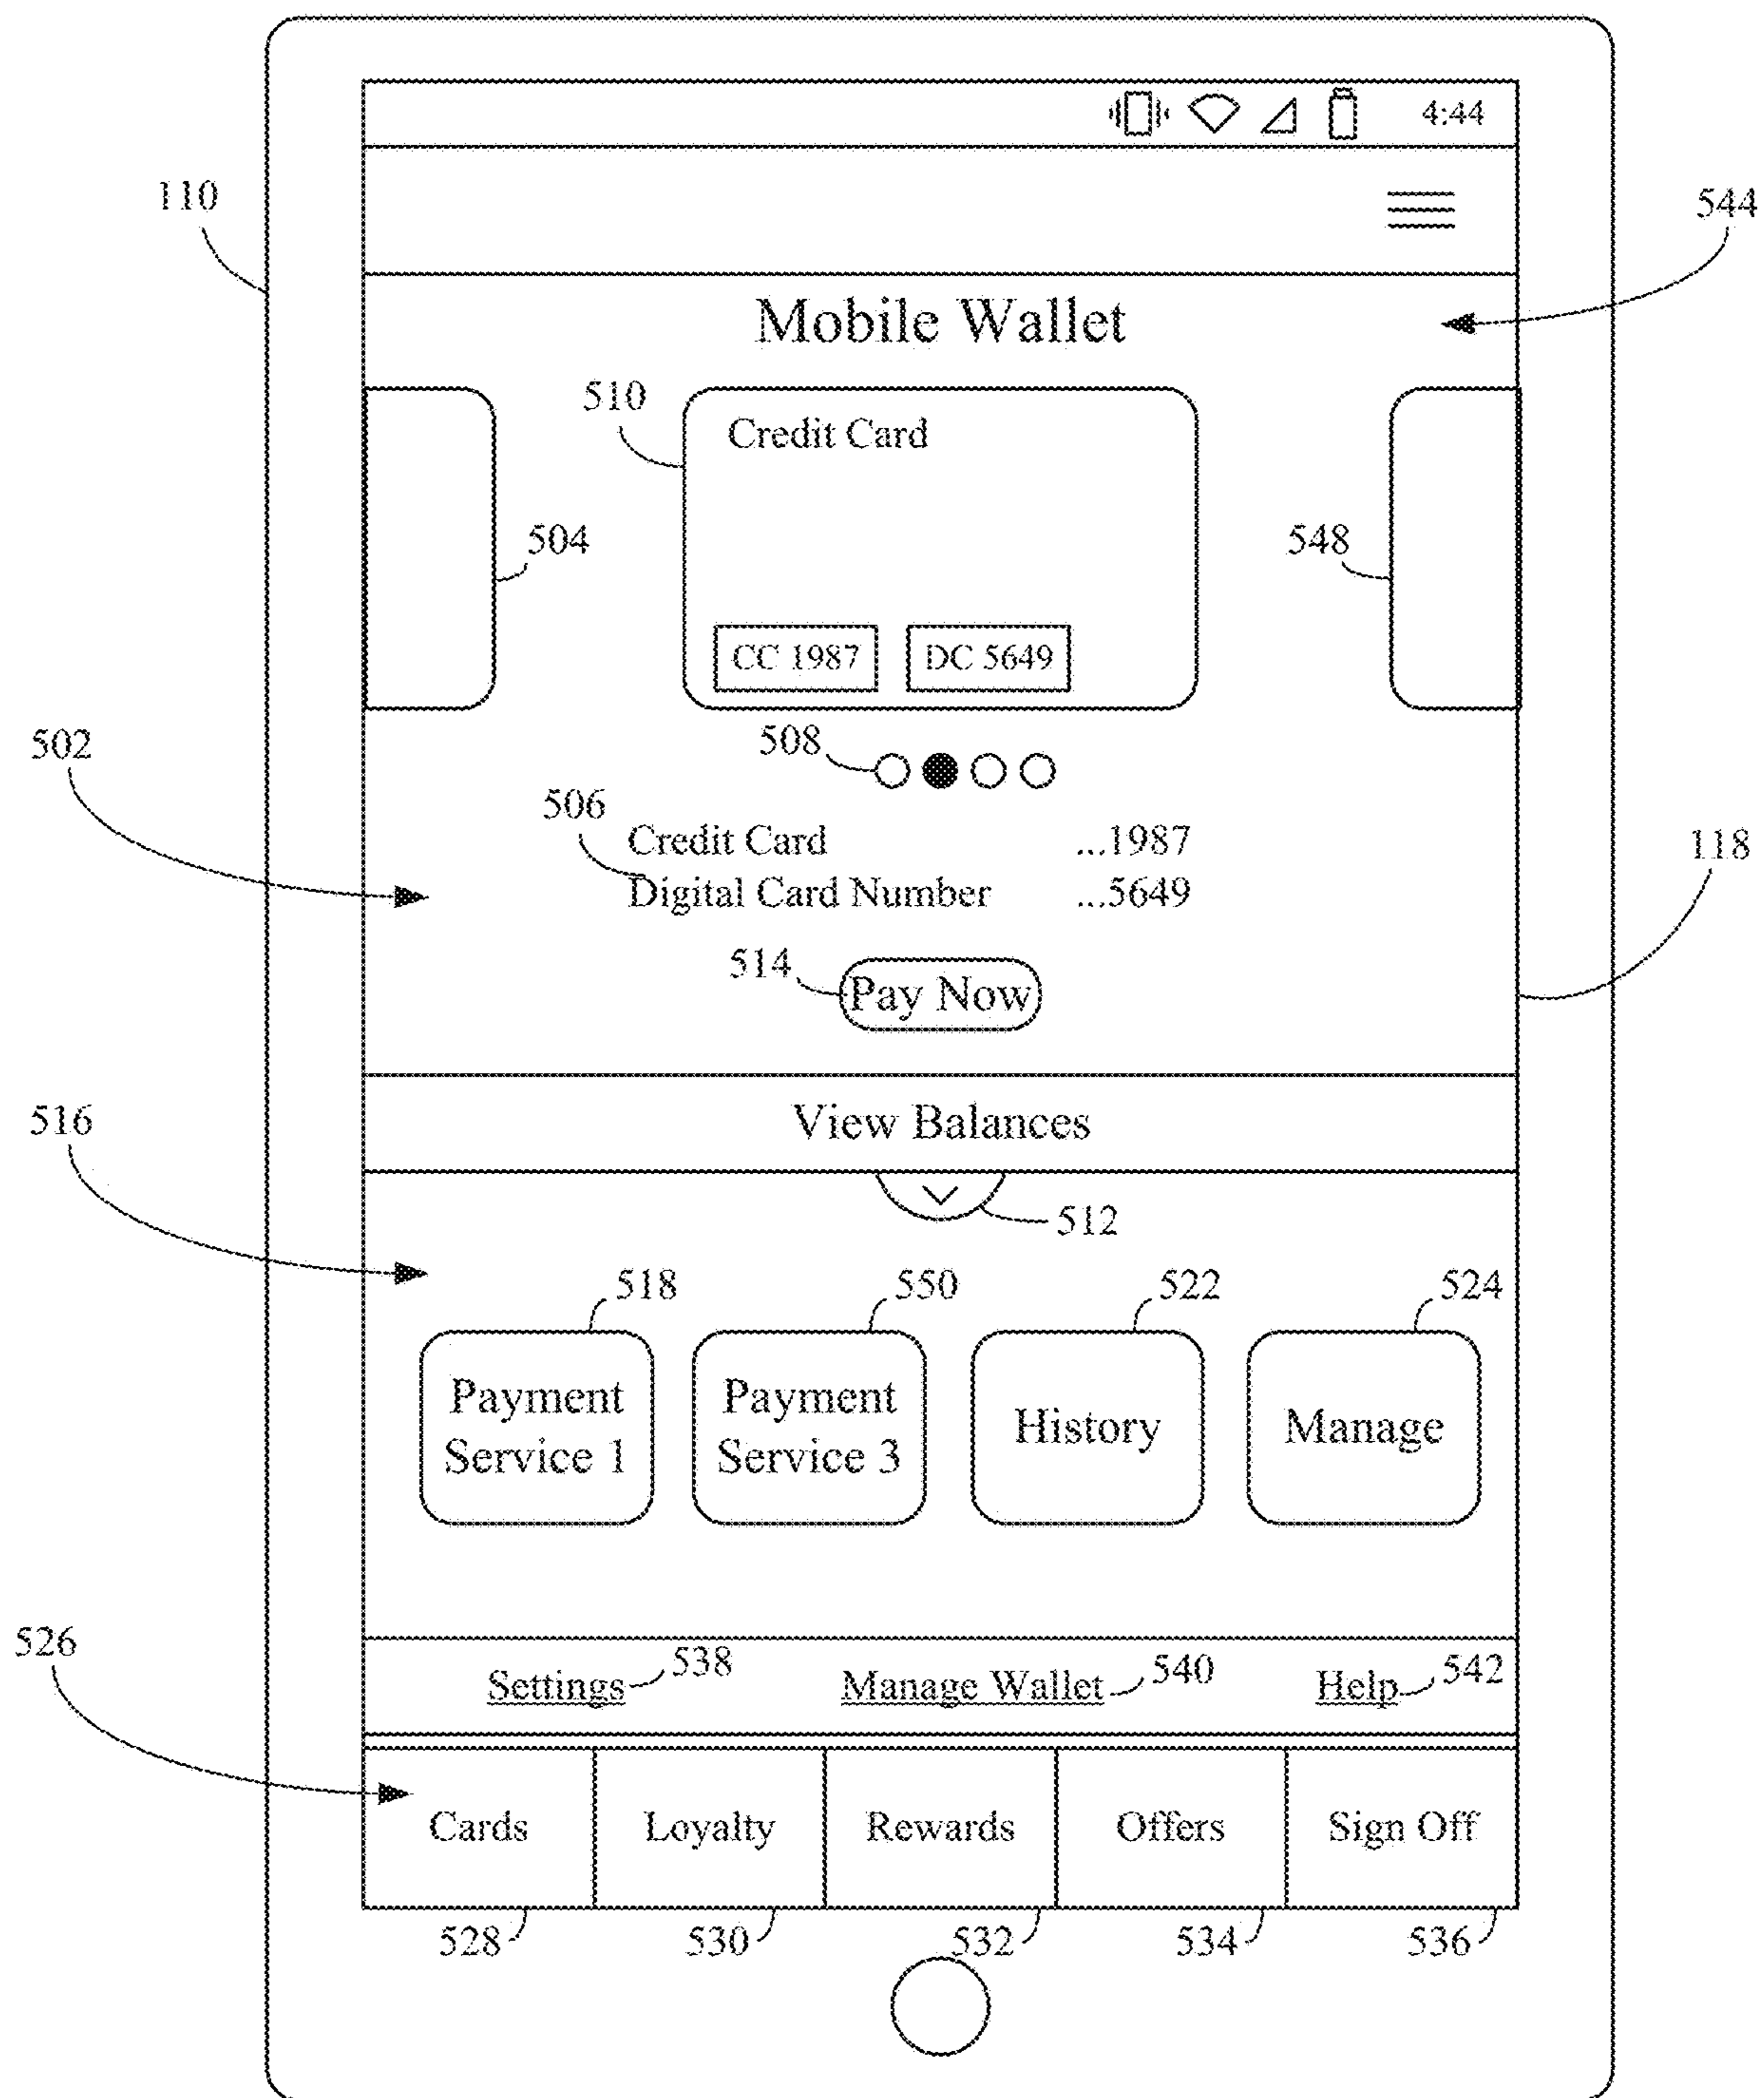 4:44
110
544
Mobile Wallet
510
Credit Card
504
548
CC 1987 DC 5649
508
502
506
Credit Card ...1987
118
Digital Card Number ...5649
514
Pay Now
516
View Balances
512
518 550 522 524
Payment Service 1
Payment Service 3
History
Manage
526
Settings 538 Manage Wallet 540 Help 542
Cards Loyalty Rewards Offers Sign Off
528 530 532 534 536